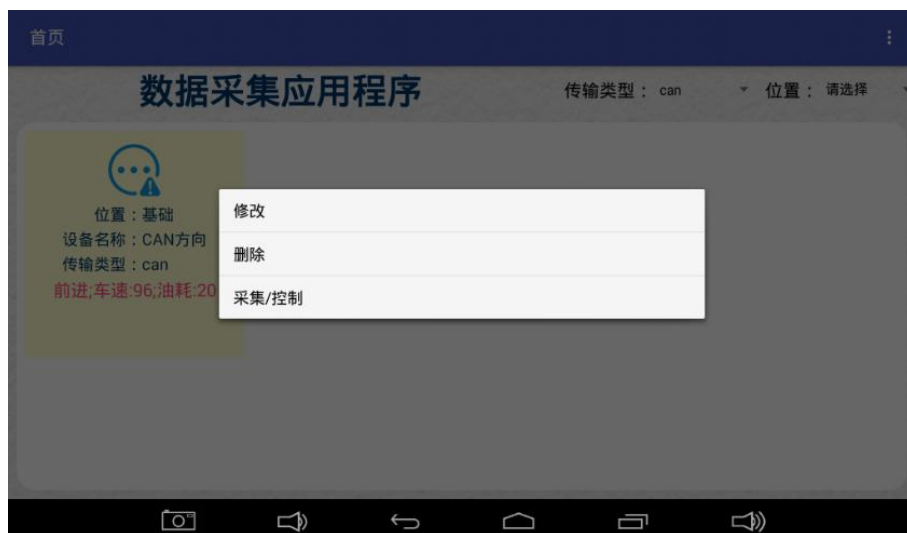 首页
数据采集应用程序
传输类型： can
位置： 请选择
位置：基础
设备名称：CAN方向
传输类型：can
前进;车速:96;油耗:20
修改
删除
采集/控制